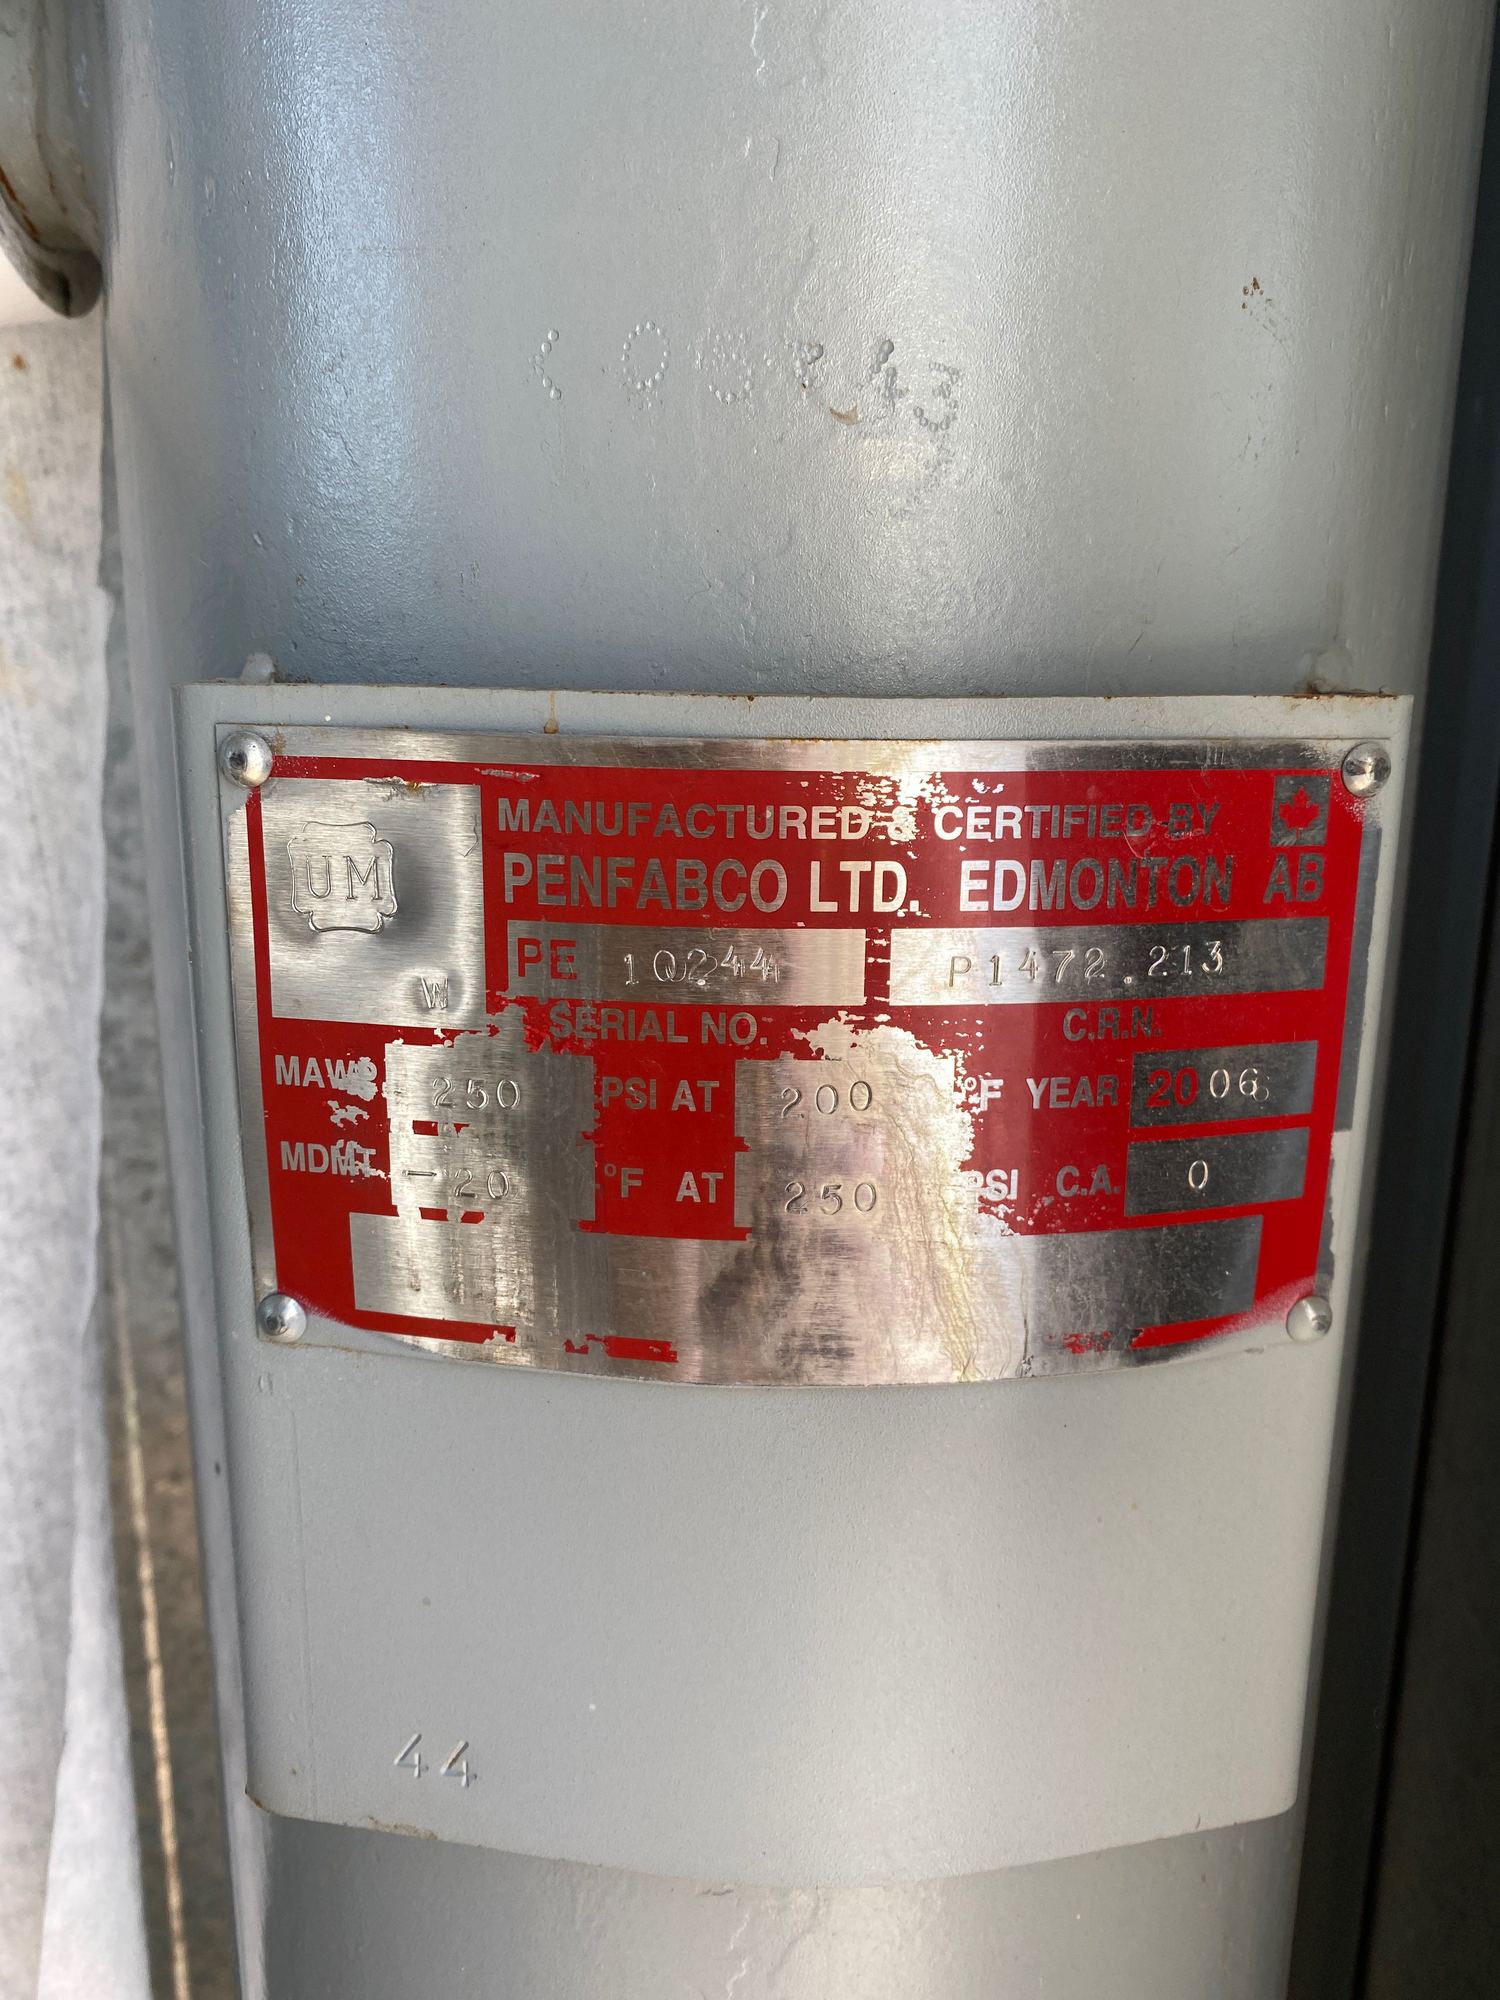 UM
W
MANUFACTURED & CERTIFIED BY
PENFABCO LTD. EDMONTON AB
PE 10244 P1472.213
SERIAL NO. C.R.N.
MAWP 250 PSI AT 200 °F YEAR 2006
MDMT -20 °F AT 250 PSI C.A. 0
44